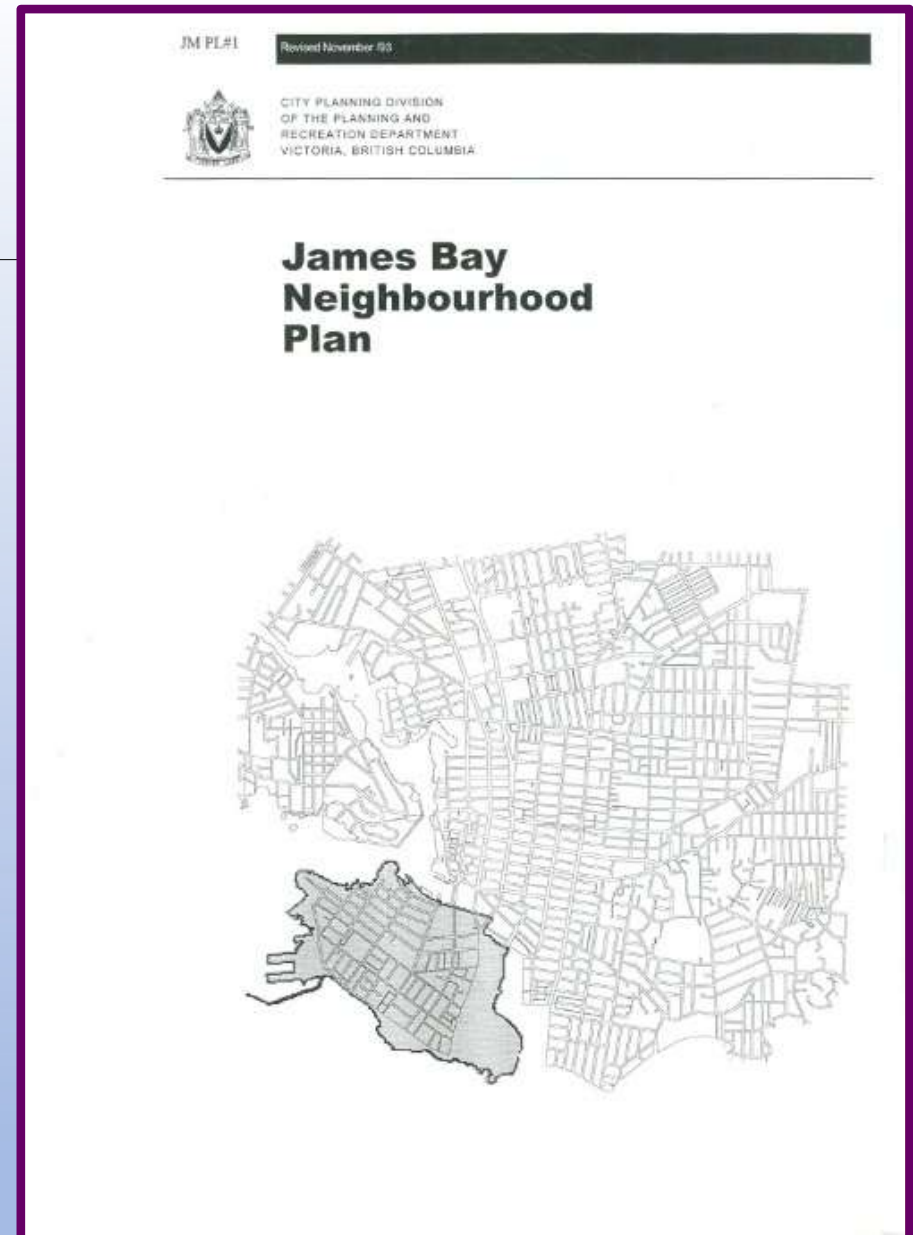 JM PL#1
Revised November /93
CITY PLANNING DIVISION
OF THE PLANNING AND
RECREATION DEPARTMENT
VICTORIA, BRITISH COLUMBIA
James Bay
Neighbourhood
Plan